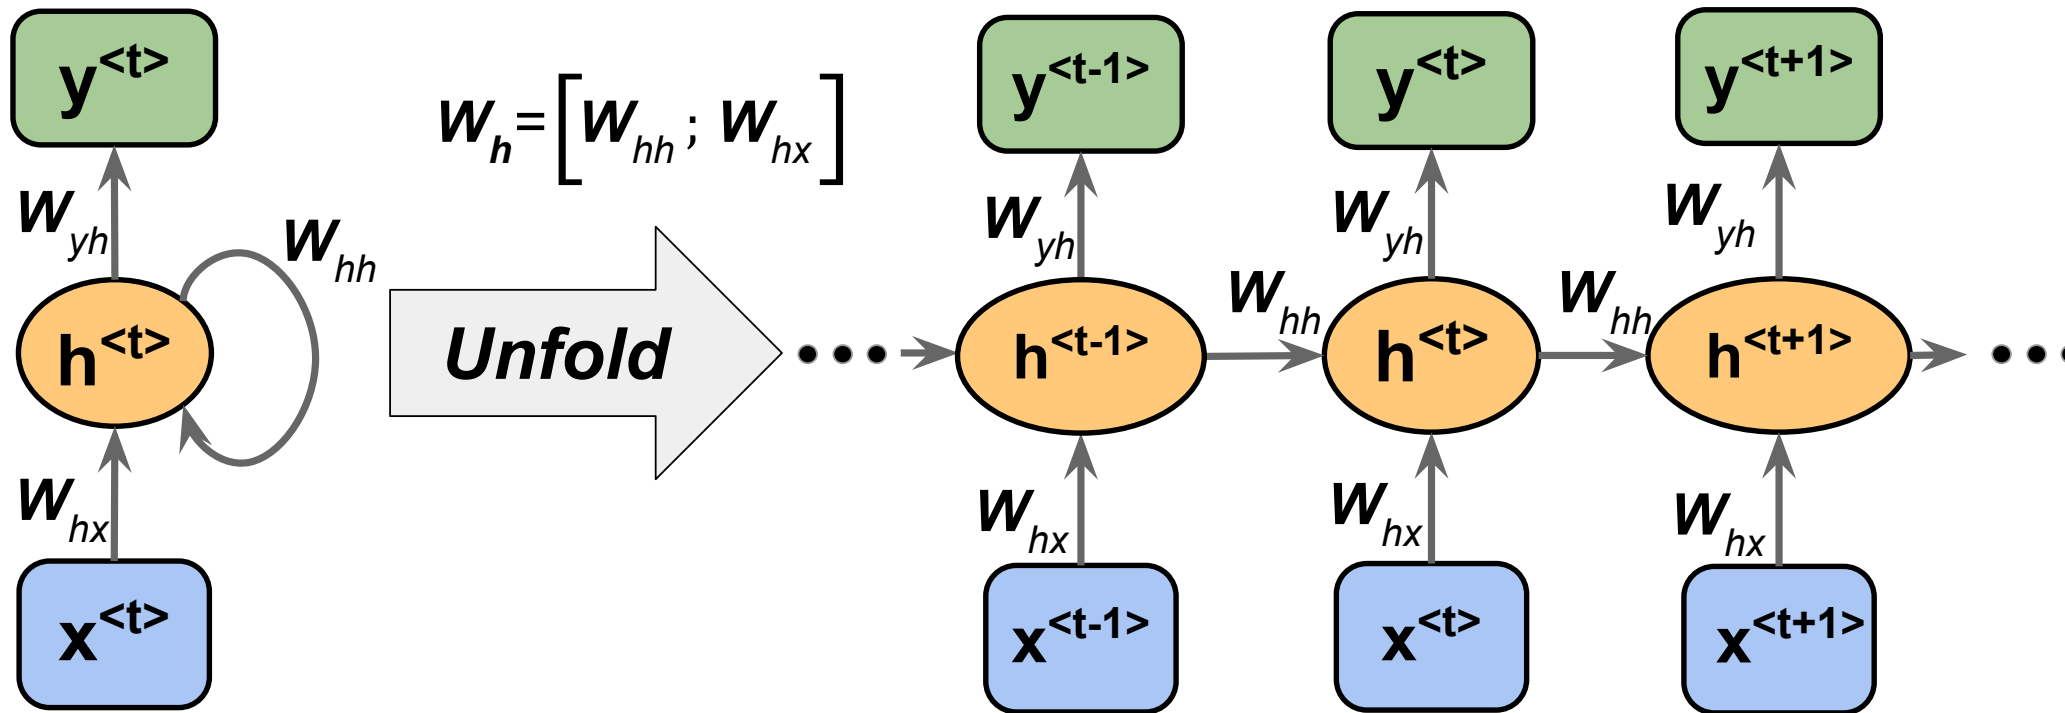 y<t>
W_yh
W_hh
h<t>
W_hx
x<t>
W_h = [W_hh ; W_hx]
Unfold
y<t-1>
y<t>
y<t+1>
W_yh
W_yh
W_yh
W_hh
W_hh
h<t-1>
h<t>
h<t+1>
W_hx
W_hx
W_hx
x<t-1>
x<t>
x<t+1>